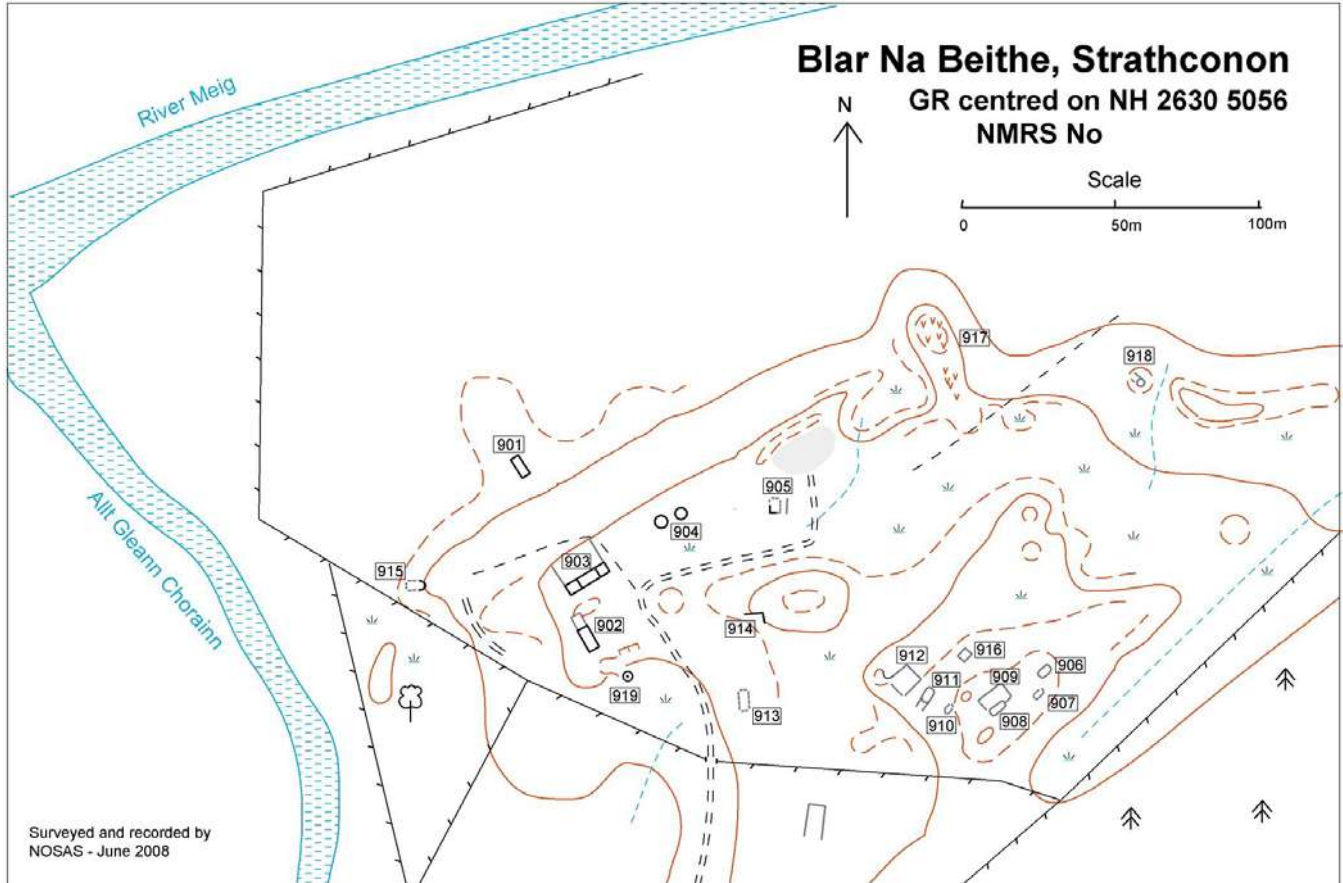 Blar Na Beithe, Strathconon
GR centred on NH 2630 5056
NMRS No
River Meig
N
Scale
0 50m 100m
917
918
901
Allt Gleann Chorainn
905
904
903
915
902
914
912
916
906
911
909
907
919
913
910
908
Surveyed and recorded by
NOSAS - June 2008